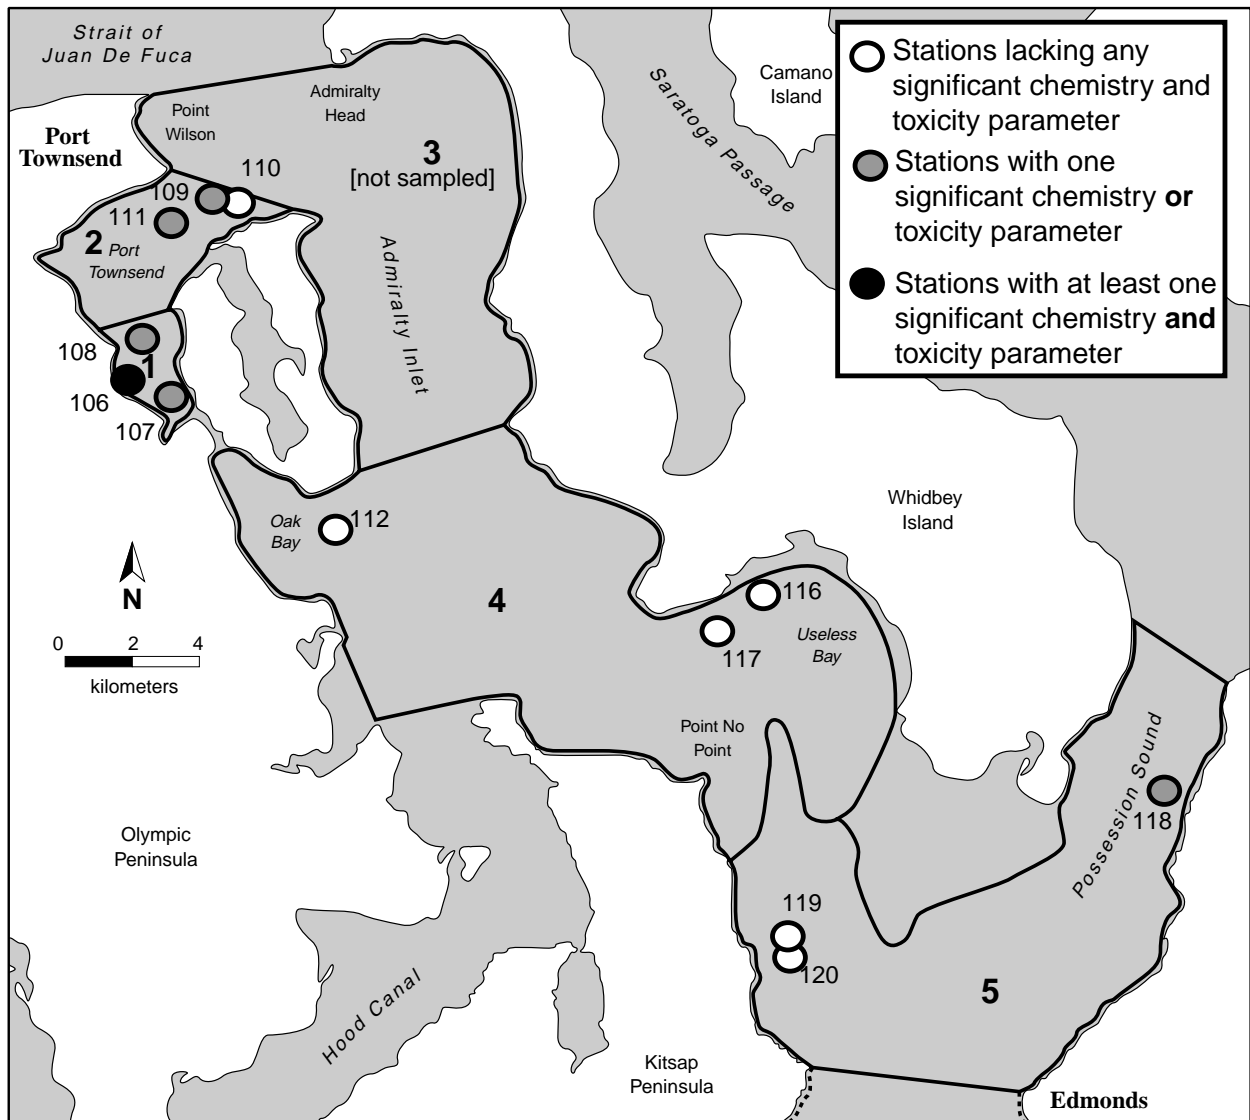 Strait of
Juan De Fuca
Port
Townsend
Point
Wilson
Admiralty
Head
3
[not sampled]
110
109
111
2
Port
Townsend
Admiralty Inlet
108
1
106
107
Saratoga Passage
Camano
Island
Stations lacking any
significant chemistry and
toxicity parameter
Stations with one
significant chemistry or
toxicity parameter
Stations with at least one
significant chemistry and
toxicity parameter
Whidbey
Island
Oak
Bay
112
N
0 2 4
kilometers
4
116
117
Useless
Bay
Point No
Point
Possession Sound
118
Olympic
Peninsula
119
120
5
Hood Canal
Kitsap
Peninsula
Edmonds